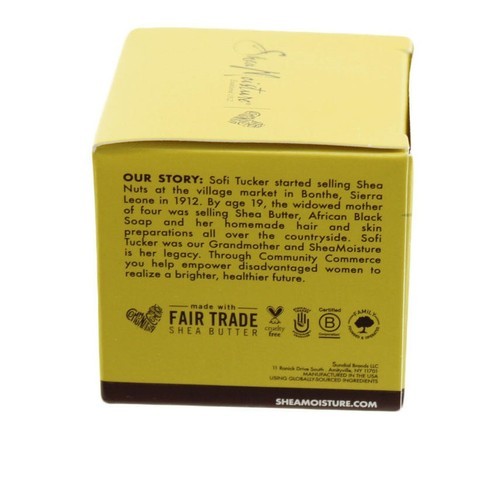 SheaMoisture
OUR STORY: Sofi Tucker started selling Shea
Nuts at the village market in Bonthe, Sierra
Leone in 1912. By age 19, the widowed mother
of four was selling Shea Butter, African Black
Soap and her homemade hair and skin
preparations all over the countryside. Sofi
Tucker was our Grandmother and SheaMoisture
is her legacy. Through Community Commerce
you help empower disadvantaged women to
realize a brighter, healthier future.
made with
FAIR TRADE
SHEA BUTTER
cruelty
free
Certified
B
Corporation
FAMILY
Sundial Brands LLC
11 Ranick Drive South · Amityville, NY 11701
MANUFACTURED IN THE USA
USING GLOBALLY-SOURCED INGREDIENTS
SHEAMOISTURE.COM